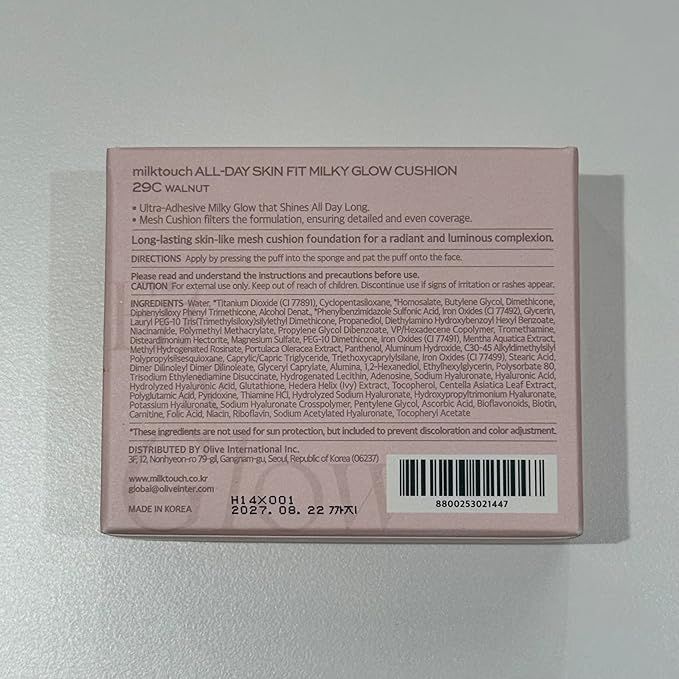 milktouch ALL-DAY SKIN FIT MILKY GLOW CUSHION
29C WALNUT
• Ultra-Adhesive Milky Glow that Shines All Day Long.
• Mesh Cushion filters the formulation, ensuring detailed and even coverage.
Long-lasting skin-like mesh cushion foundation for a radiant and luminous complexion.
DIRECTIONS Apply by pressing the puff into the sponge and pat the puff onto the face.
Please read and understand the instructions and precautions before use.
CAUTION For external use only. Keep out of reach of children. Discontinue use if signs of irritation or rashes appear.
INGREDIENTS Water, *Titanium Dioxide (CI 77891), Cyclopentasiloxane, *Homosalate, Butylene Glycol, Dimethicone,
Diphenylsiloxy Phenyl Trimethicone, Alcohol Denat., *Phenylbenzimidazole Sulfonic Acid, Iron Oxides (CI 77492), Glycerin,
Lauryl PEG-10 Tris(Trimethylsiloxy)silylethyl Dimethicone, Propanediol, Diethylamino Hydroxybenzoyl Hexyl Benzoate,
Niacinamide, Polymethyl Methacrylate, Propylene Glycol Dibenzoate, VP/Hexadecene Copolymer, Tromethamine,
Disteardimonium Hectorite, Magnesium Sulfate, PEG-10 Dimethicone, Iron Oxides (CI 77491), Mentha Aquatica Extract,
Methyl Hydrogenated Rosinate, Portulaca Oleracea Extract, Panthenol, Aluminum Hydroxide, C30-45 Alkyldimethylsilyl
Polypropylsilsesquioxane, Caprylic/Capric Triglyceride, Triethoxycaprylylsilane, Iron Oxides (CI 77499), Stearic Acid,
Dimer Dilinoleyl Dimer Dilinoleate, Glyceryl Caprylate, Alumina, 1,2-Hexanediol, Ethylhexylglycerin, Polysorbate 80,
Trisodium Ethylenediamine Disuccinate, Hydrogenated Lecithin, Adenosine, Sodium Hyaluronate, Hyaluronic Acid,
Hydrolyzed Hyaluronic Acid, Glutathione, Hedera Helix (Ivy) Extract, Tocopherol, Centella Asiatica Leaf Extract,
Polyglutamic Acid, Pyridoxine, Thiamine HCl, Hydrolyzed Sodium Hyaluronate, Hydroxypropyltrimonium Hyaluronate,
Potassium Hyaluronate, Sodium Hyaluronate Crosspolymer, Pentylene Glycol, Ascorbic Acid, Bioflavonoids, Biotin,
Carnitine, Folic Acid, Niacin, Riboflavin, Sodium Acetylated Hyaluronate, Tocopheryl Acetate
*These ingredients are not used for sun protection, but included to prevent discoloration and color adjustment.
DISTRIBUTED BY Olive International Inc.
3F, 12, Nonhyeon-ro 79-gil, Gangnam-gu, Seoul, Republic of Korea (06237)
www.milktouch.co.kr
global@oliveinter.com
MADE IN KOREA
H14X001
2027. 08. 22 까지
8800253021447
Glow